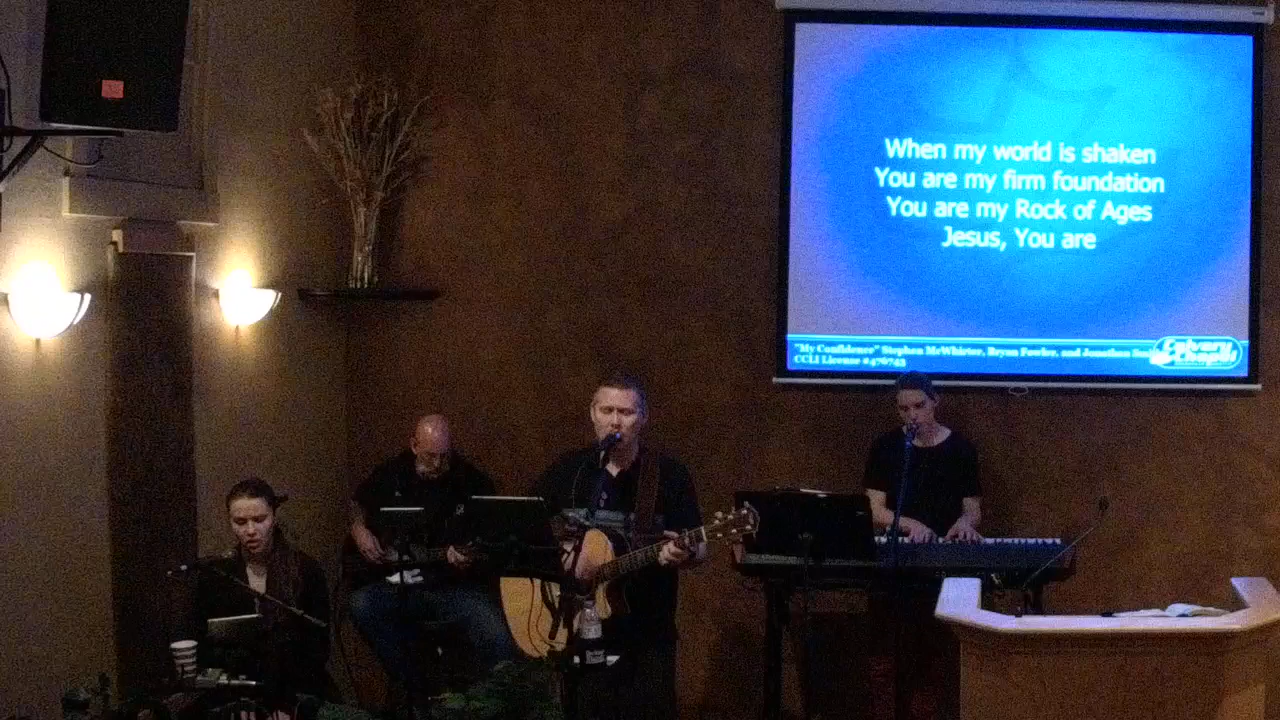 When my world is shaken
You are my firm foundation
You are my Rock of Ages
Jesus, You are
"My Confidence" Stephen McWhirter, Bryan Fowler, and Jonathan
CCLI License #476743
Calvary
Chapel